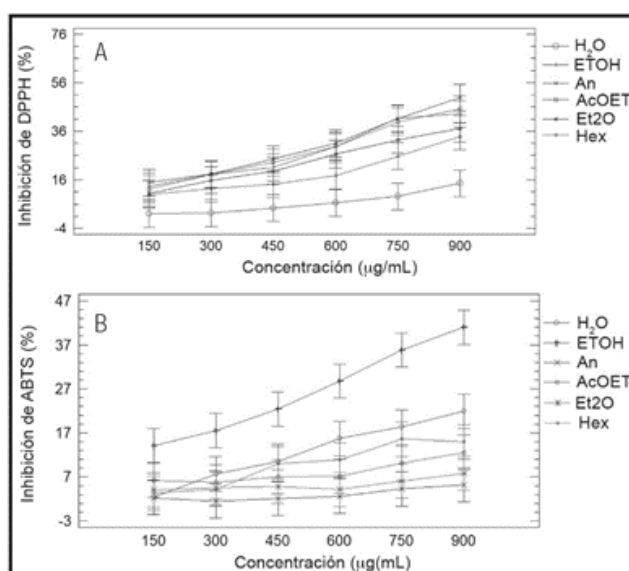 A
Inhibición de DPPH (%)
76
56
36
16
-4
150 300 450 600 750 900
Concentración (µg/mL)
H₂O
ETOH
An
AcOET
Et2O
Hex
B
Inhibición de ABTS (%)
47
37
27
17
7
-3
150 300 450 600 750 900
Concentración (µg(mL)
H₂O
ETOH
An
AcOET
Et2O
Hex